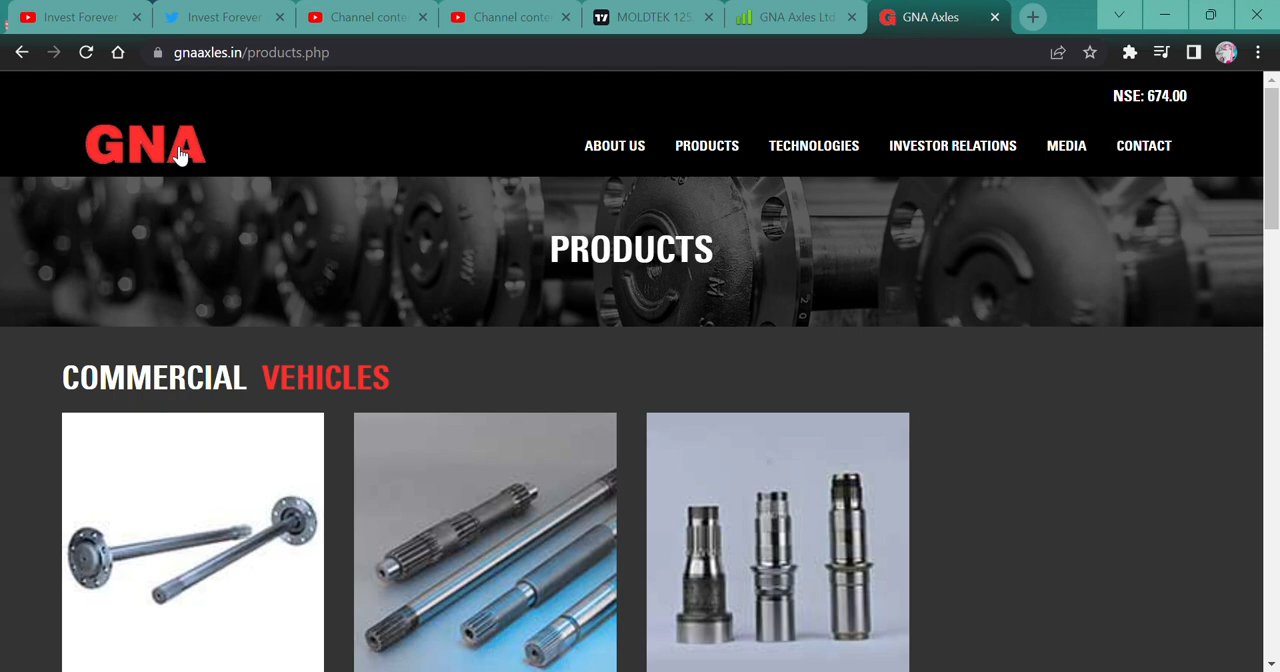 Invest Forever
Invest Forever
Channel conte
Channel conte
MOLDTEK 125.
GNA Axles Ltd
GNA Axles
gnaaxles.in/products.php
NSE: 674.00
GNA
ABOUT US
PRODUCTS
TECHNOLOGIES
INVESTOR RELATIONS
MEDIA
CONTACT
PRODUCTS
COMMERCIAL VEHICLES